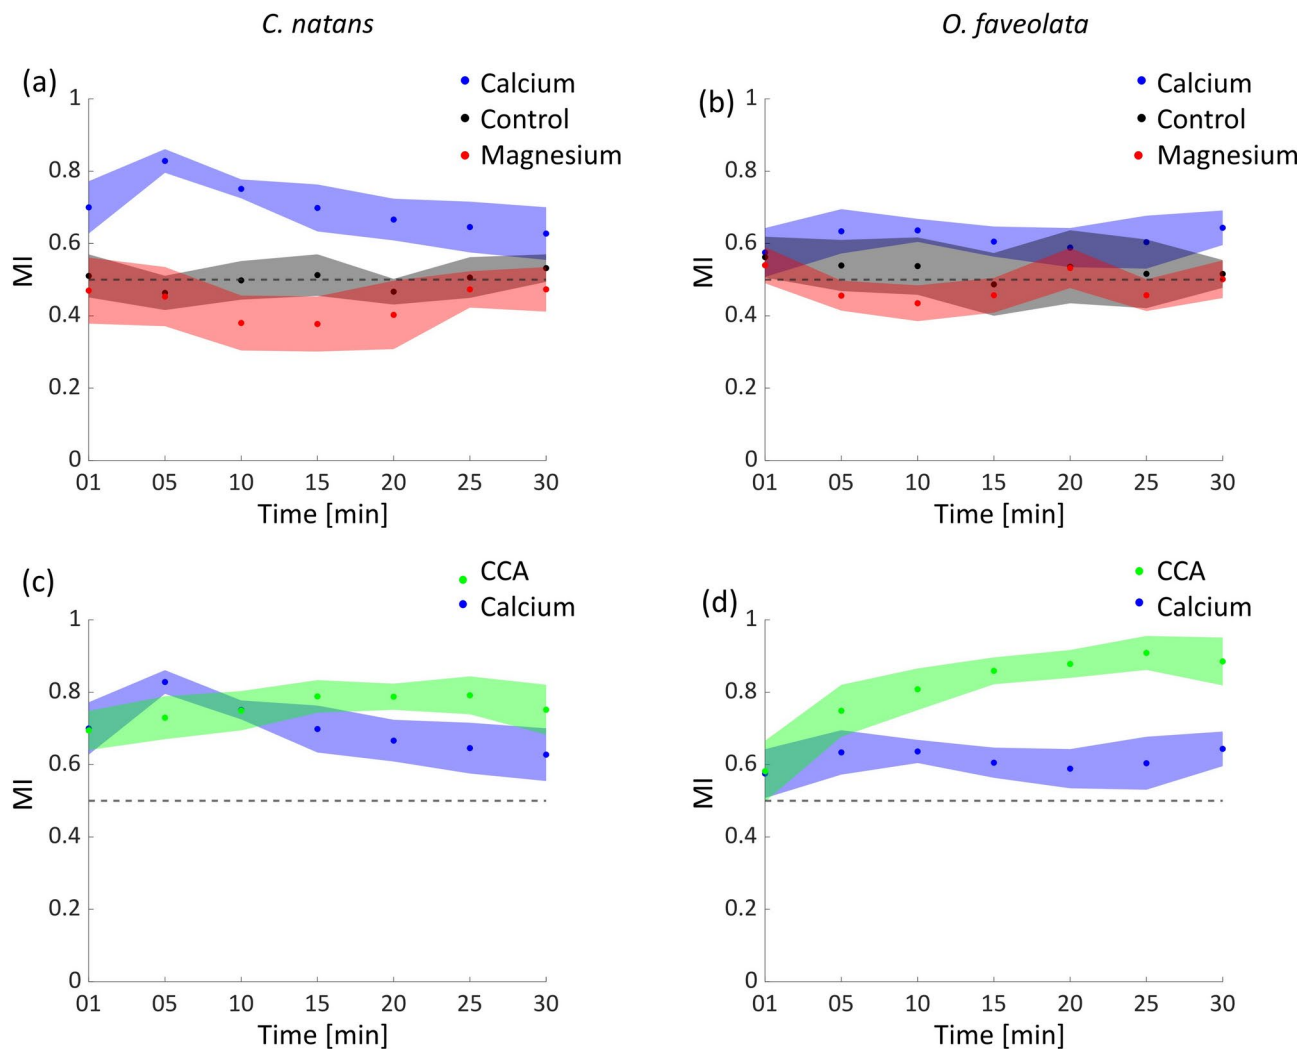 C. natans
O. faveolata
(a)
Calcium
Control
Magnesium
1
0.8
0.6
0.4
0.2
0
MI
01 05 10 15 20 25 30
Time [min]
(b)
Calcium
Control
Magnesium
1
0.8
0.6
0.4
0.2
0
MI
01 05 10 15 20 25 30
Time [min]
(c)
CCA
Calcium
1
0.8
0.6
0.4
0.2
0
MI
01 05 10 15 20 25 30
Time [min]
(d)
CCA
Calcium
1
0.8
0.6
0.4
0.2
0
MI
01 05 10 15 20 25 30
Time [min]